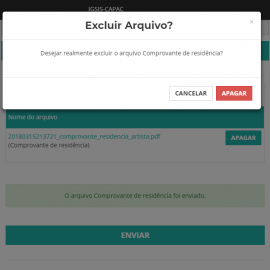 IGSIS-CAPAC
Excluir Arquivo?
×
Desejar realmente excluir o arquivo Comprovante de residência?
CANCELAR
APAGAR
Nome do arquivo
20180315213721_comprovante_residencia_artista.pdf
(Comprovante de residência)
APAGAR
O arquivo Comprovante de residência foi enviado.
ENVIAR